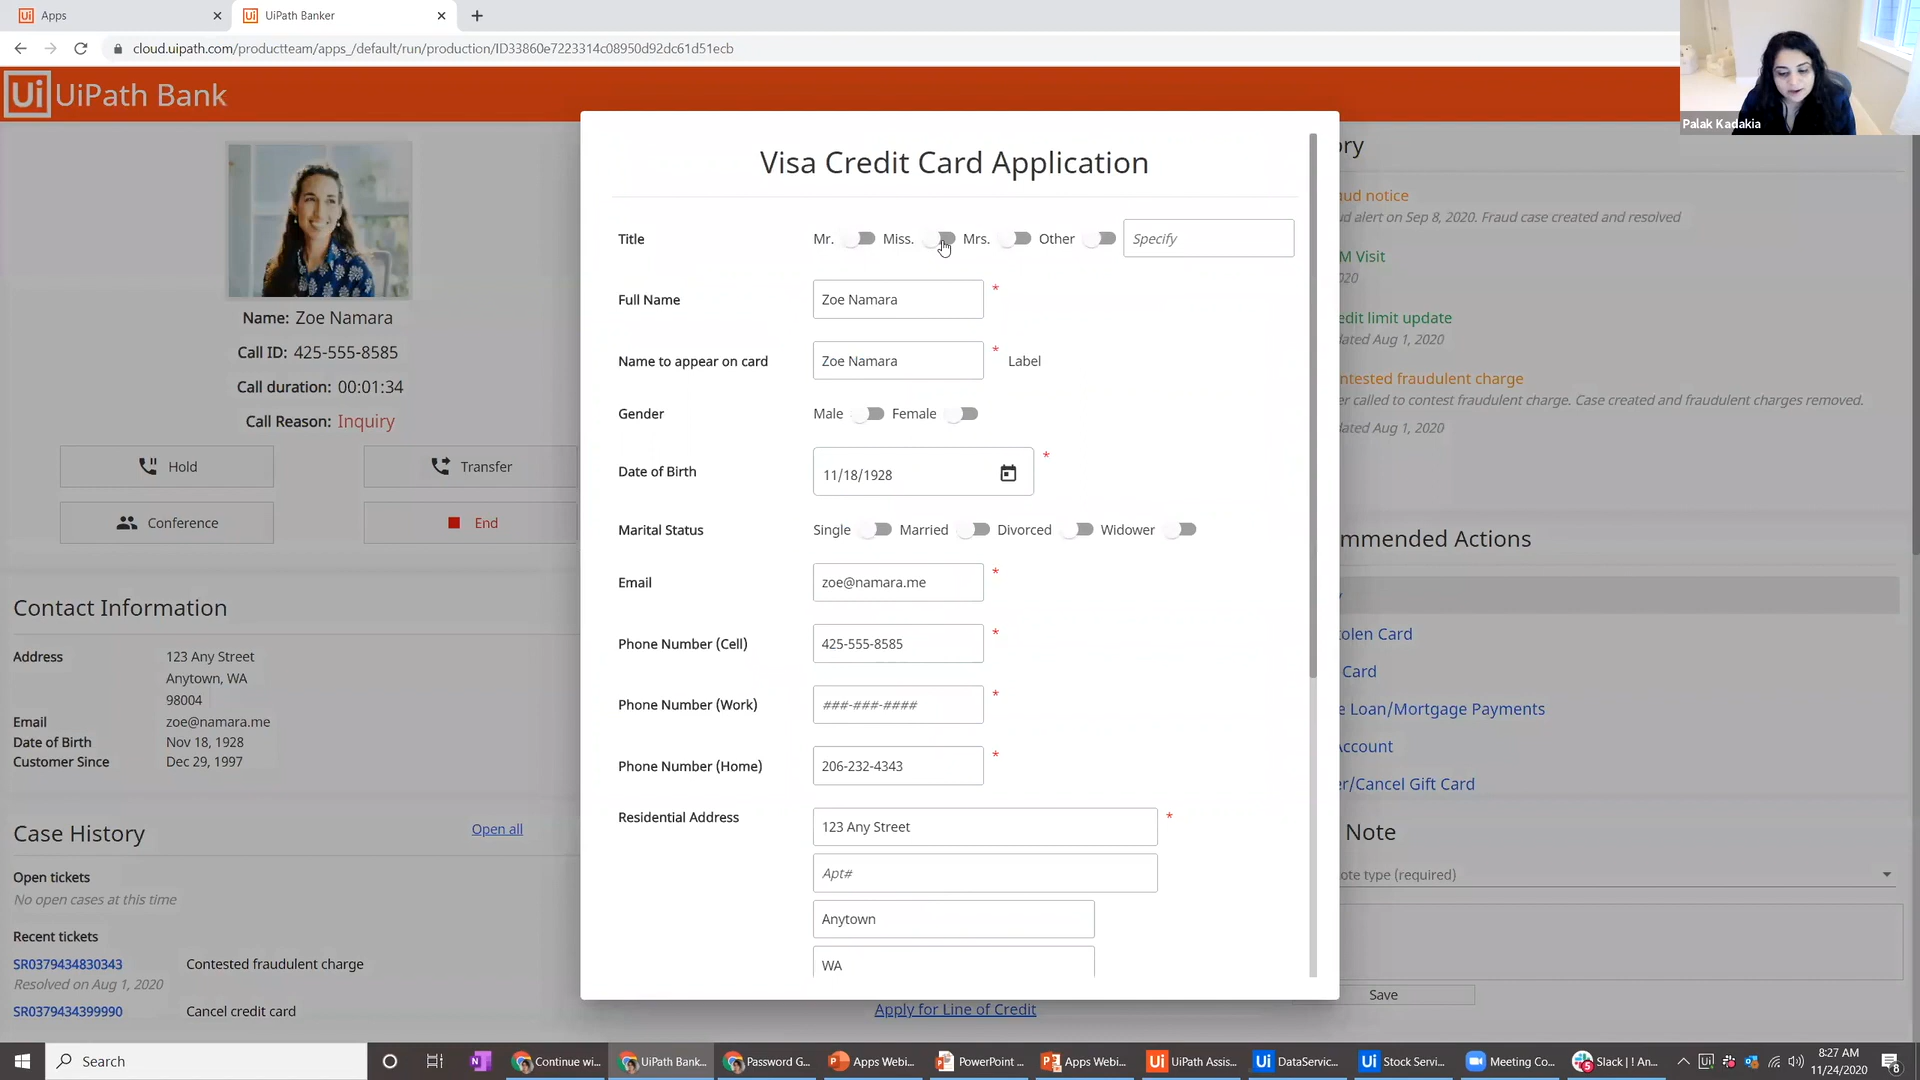 Apps
UiPath Banker
cloud.uipath.com/productteam/apps_/default/run/production/ID33860e7223314c08950d92dc61d51ecb
Palak Kadakia
Ui UiPath Bank
Name: Zoe Namara
Call ID: 425-555-8585
Call duration: 00:01:34
Call Reason: Inquiry
Hold
Transfer
Conference
End
Contact Information
Address
123 Any Street
Anytown, WA
98004
Email zoe@namara.me
Date of Birth Nov 18, 1928
Customer Since Dec 29, 1997
Case History
Open all
Open tickets
No open cases at this time
Recent tickets
SR0379434830343 Contested fraudulent charge
Resolved on Aug 1, 2020
SR0379434399990 Cancel credit card
Visa Credit Card Application
Title Mr. Miss. Mrs. Other Specify
Full Name Zoe Namara *
Name to appear on card Zoe Namara * Label
Gender Male Female
Date of Birth 11/18/1928 *
Marital Status Single Married Divorced Widower
Email zoe@namara.me *
Phone Number (Cell) 425-555-8585 *
Phone Number (Work) ###-###-#### *
Phone Number (Home) 206-232-4343 *
Residential Address 123 Any Street *
Apt#
Anytown
WA
Apply for Line of Credit
ory
ud notice
d alert on Sep 8, 2020. Fraud case created and resolved
M Visit
020
edit limit update
dated Aug 1, 2020
ntested fraudulent charge
er called to contest fraudulent charge. Case created and fraudulent charges removed.
dated Aug 1, 2020
mmended Actions
olen Card
Card
e Loan/Mortgage Payments
ccount
r/Cancel Gift Card
Note
ote type (required)
Save
Search
Continue wi...
UiPath Bank...
Password G...
Apps Webi...
PowerPoint ...
Apps Webi...
UiPath Assis...
DataServic...
Stock Servi...
Meeting Co...
Slack | ! An...
8:27 AM
11/24/2020
8